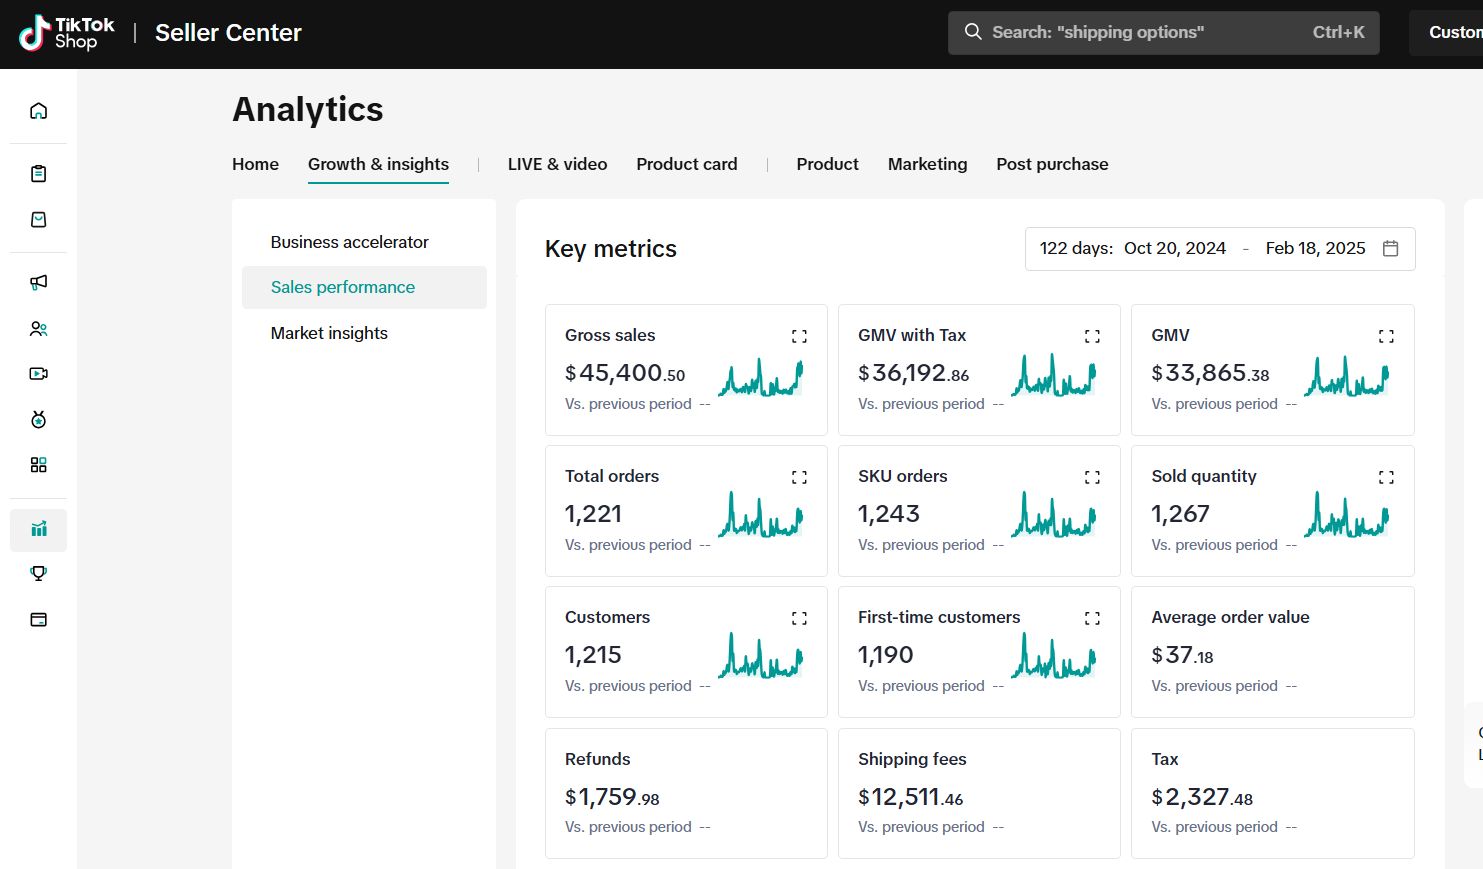 TikTok
Shop
Seller Center
Search: "shipping options" Ctrl+K
Analytics
Home Growth & insights LIVE & video Product card Product Marketing Post purchase
Business accelerator
Sales performance
Market insights
Key metrics
122 days: Oct 20, 2024 - Feb 18, 2025
Gross sales
$45,400.50
Vs. previous period --
GMV with Tax
$36,192.86
Vs. previous period --
GMV
$33,865.38
Vs. previous period --
Total orders
1,221
Vs. previous period --
SKU orders
1,243
Vs. previous period --
Sold quantity
1,267
Vs. previous period --
Customers
1,215
Vs. previous period --
First-time customers
1,190
Vs. previous period --
Average order value
$37.18
Vs. previous period --
Refunds
$1,759.98
Vs. previous period --
Shipping fees
$12,511.46
Vs. previous period --
Tax
$2,327.48
Vs. previous period --